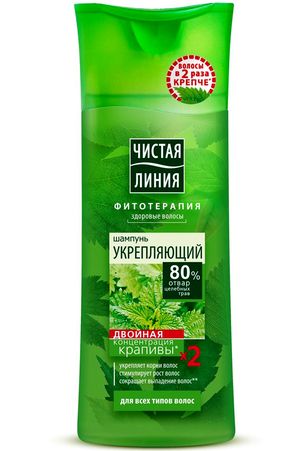 волосы
в 2 раза
КРЕПЧЕ*
ЧИСТАЯ
ЛИНИЯ
ФИТОТЕРАПИЯ
здоровые волосы
шампунь
УКРЕПЛЯЮЩИЙ
80%
отвар
целебных
трав
ДВОЙНАЯ
концентрация
крапивы* x2
укрепляет корни волос
стимулирует рост волос
сокращает выпадение волос**
для всех типов волос